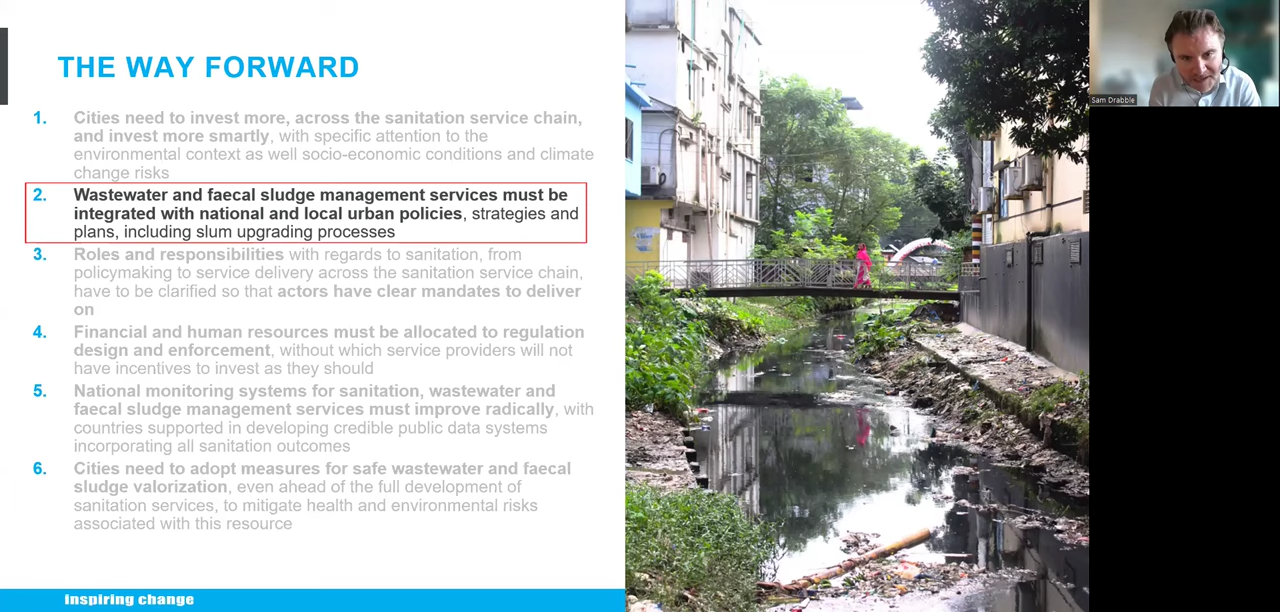 THE WAY FORWARD
1. Cities need to invest more, across the sanitation service chain,
and invest more smartly, with specific attention to the
environmental context as well socio-economic conditions and climate
change risks
2. Wastewater and faecal sludge management services must be
integrated with national and local urban policies, strategies and
plans, including slum upgrading processes
3. Roles and responsibilities with regards to sanitation, from
policymaking to service delivery across the sanitation service chain,
have to be clarified so that actors have clear mandates to deliver
on
4. Financial and human resources must be allocated to regulation
design and enforcement, without which service providers will not
have incentives to invest as they should
5. National monitoring systems for sanitation, wastewater and
faecal sludge management services must improve radically, with
countries supported in developing credible public data systems
incorporating all sanitation outcomes
6. Cities need to adopt measures for safe wastewater and faecal
sludge valorization, even ahead of the full development of
sanitation services, to mitigate health and environmental risks
associated with this resource
inspiring change
Sam Drabble